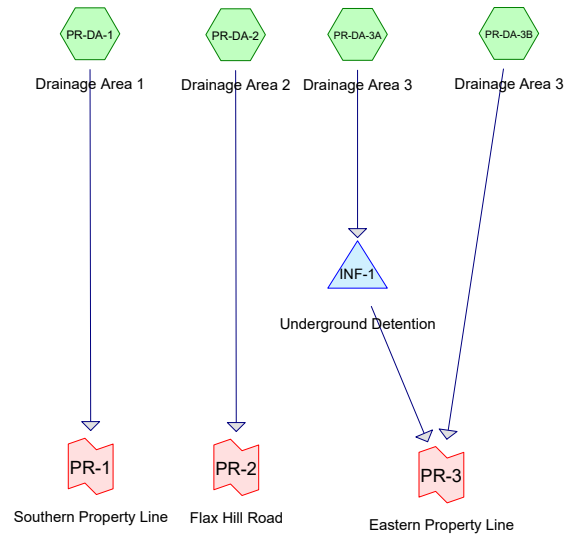 PR-DA-1
PR-DA-2
PR-DA-3A
PR-DA-3B
Drainage Area 1
Drainage Area 2
Drainage Area 3
Drainage Area 3
INF-1
Underground Detention
PR-1
PR-2
PR-3
Southern Property Line
Flax Hill Road
Eastern Property Line